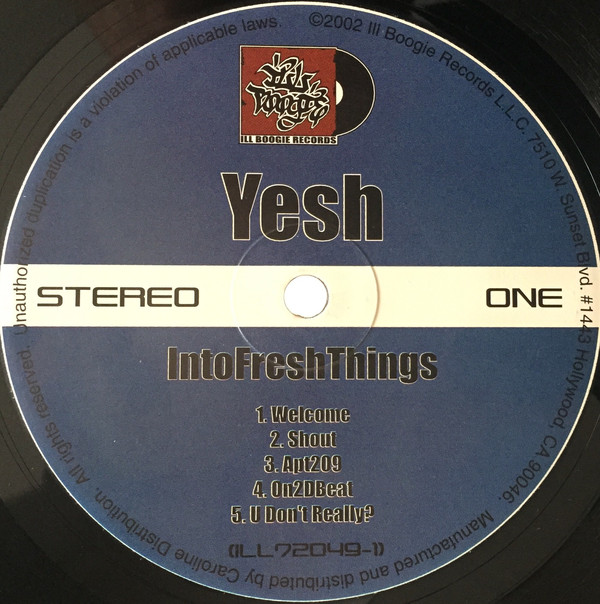 Ill Boogie
ILL BOOGIE RECORDS
Yesh
STEREO
ONE
IntoFreshThings
1. Welcome
2. Shout
3. Apt209
4. On2DBeat
5. U Don't Really?
(ILL72049-1)
©2002 Ill Boogie Records L.L.C. 7510 W. Sunset Blvd. #1443 Hollywood, CA 90046. Manufactured and distributed by Caroline Distribution. All rights reserved. Unauthorized duplication is a violation of applicable laws.